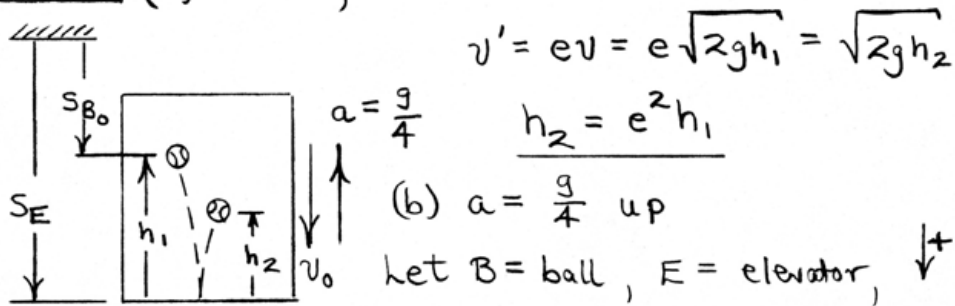 v' = ev = e√2gh₁ = √2gh₂
S_B₀
a = g/4
h₂ = e²h₁
S_E
h₁
h₂
v₀
(b) a = g/4 up
Let B = ball, E = elevator, ↓+